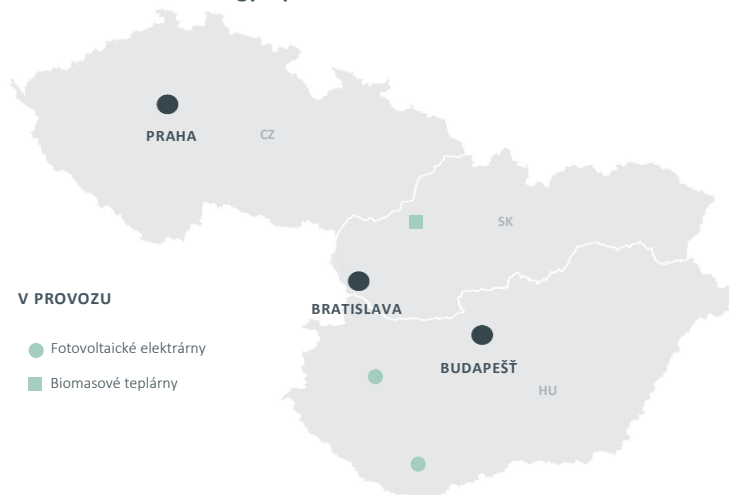 PRAHA
CZ
SK
V PROVOZU
BRATISLAVA
Fotovoltaické elektrárny
BUDAPEŠŤ
Biomasové teplárny
HU